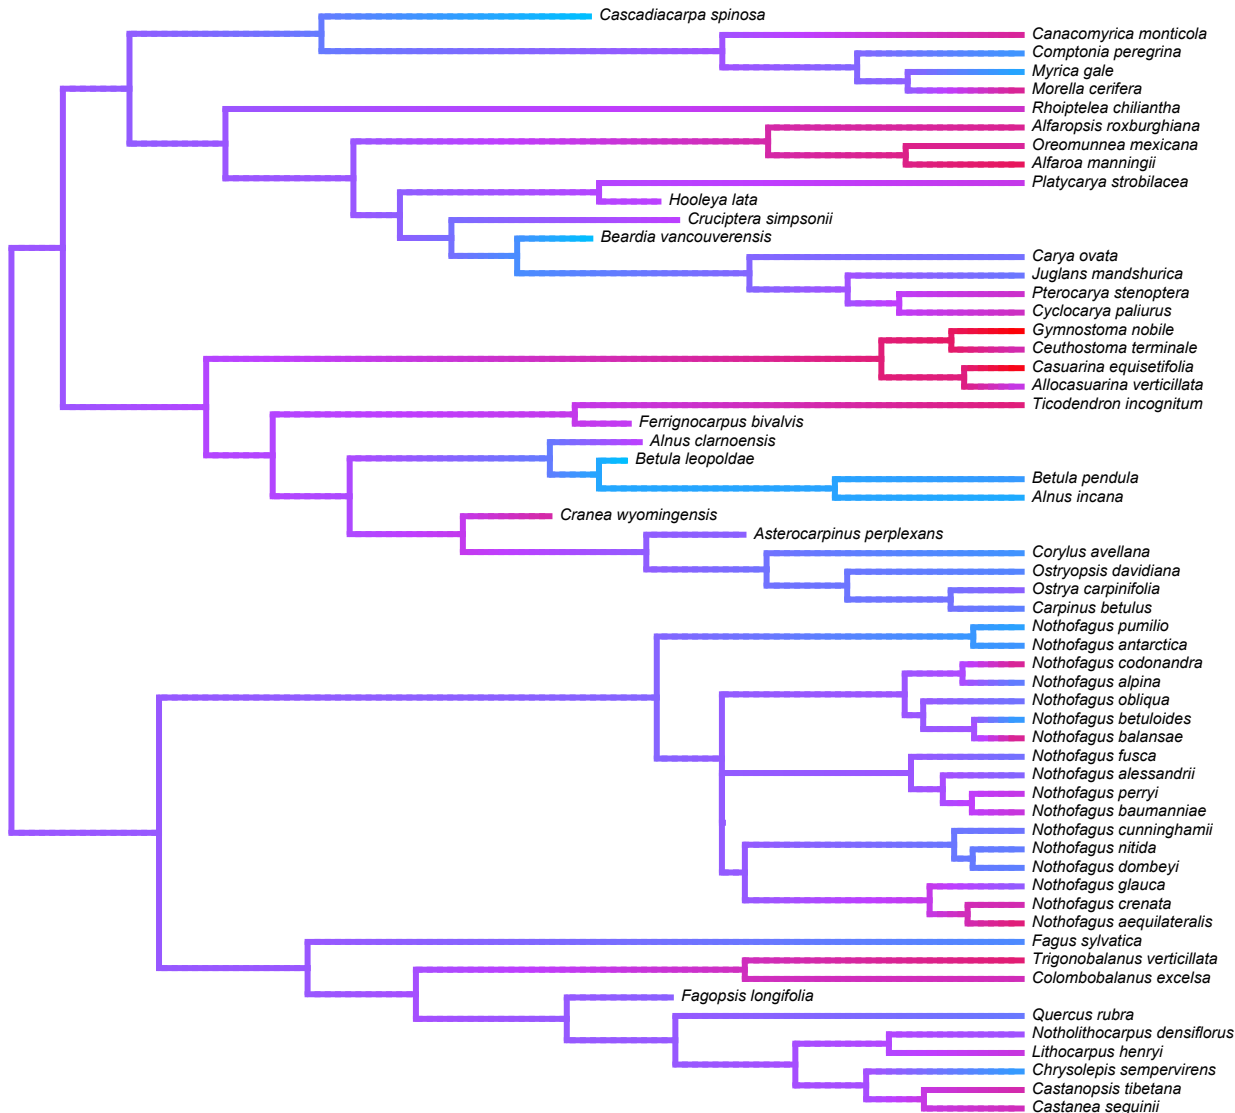 Cascadiacarpa spinosa
Canacomyrica monticola
Comptonia peregrina
Myrica gale
Morella cerifera
Rhoiptelea chiliantha
Alfaropsis roxburghiana
Oreomunnea mexicana
Alfaroa manningii
Platycarya strobilacea
Hooleya lata
Cruciptera simpsonii
Beardia vancouverensis
Carya ovata
Juglans mandshurica
Pterocarya stenoptera
Cyclocarya paliurus
Gymnostoma nobile
Ceuthostoma terminale
Casuarina equisetifolia
Allocasuarina verticillata
Ticodendron incognitum
Ferrignocarpus bivalvis
Alnus clarnoensis
Betula leopoldae
Betula pendula
Alnus incana
Cranea wyomingensis
Asterocarpinus perplexans
Corylus avellana
Ostryopsis davidiana
Ostrya carpinifolia
Carpinus betulus
Nothofagus pumilio
Nothofagus antarctica
Nothofagus codonandra
Nothofagus alpina
Nothofagus obliqua
Nothofagus betuloides
Nothofagus balansae
Nothofagus fusca
Nothofagus alessandrii
Nothofagus perryi
Nothofagus baumanniae
Nothofagus cunninghamii
Nothofagus nitida
Nothofagus dombeyi
Nothofagus glauca
Nothofagus crenata
Nothofagus aequilateralis
Fagus sylvatica
Trigonobalanus verticillata
Colombobalanus excelsa
Fagopsis longifolia
Quercus rubra
Notholithocarpus densiflorus
Lithocarpus henryi
Chrysolepis sempervirens
Castanopsis tibetana
Castanea seguinii